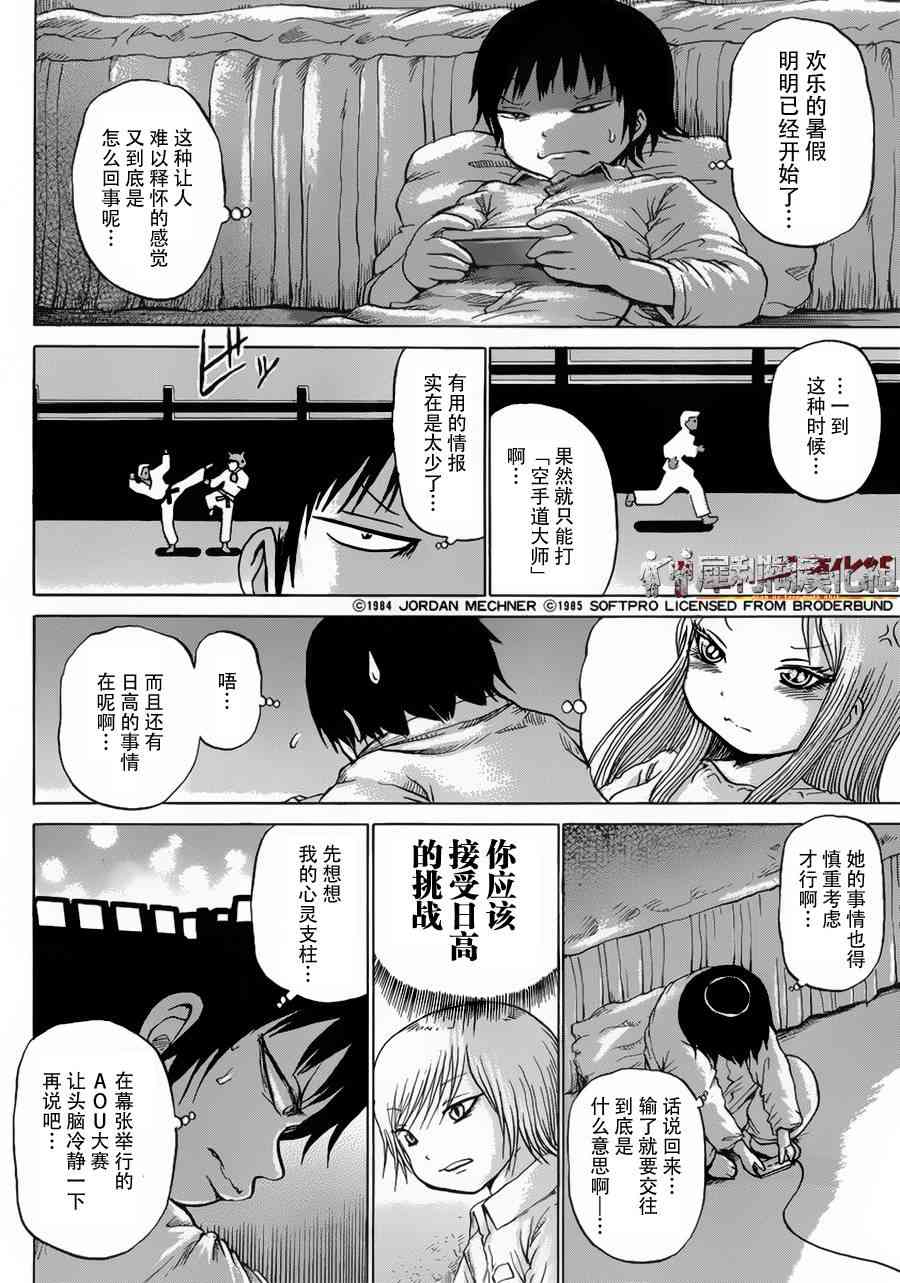 欢乐的暑假
明明已经开始了…
这种让人
难以释怀的感觉
又到底是
怎么回事呢…
…一到
这种时候…
果然就只能打
「空手道大师」
啊…
有用的情报
实在是太少了…
ビッ
犀利揭漢化組
©1984 JORDAN MECHNER ©1985 SOFTPRO LICENSED FROM BRODERBUND
唔…
而且还有
日高的事情
在呢啊…
她的事情也得
慎重考虑
才行啊…
话说回来…
输了就要交往
到底是
什么意思啊——
你应该
接受日高
的挑战
先想想
我的心灵支柱…
在幕张举行的
AOU大赛
让头脑冷静一下
再说吧…